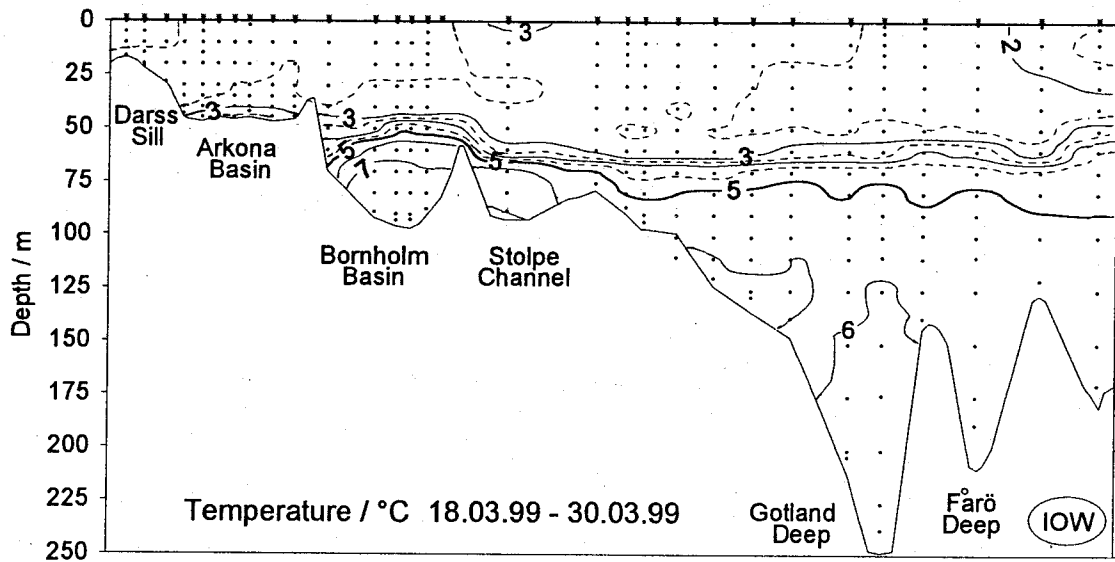 0
25
50
75
100
125
150
175
200
225
250
Depth / m
Darss
Sill
Arkona
Basin
Bornholm
Basin
Stolpe
Channel
Gotland
Deep
Fårö
Deep
3
3
3
2
5
7
5
3
5
6
Temperature / °C 18.03.99 - 30.03.99
IOW